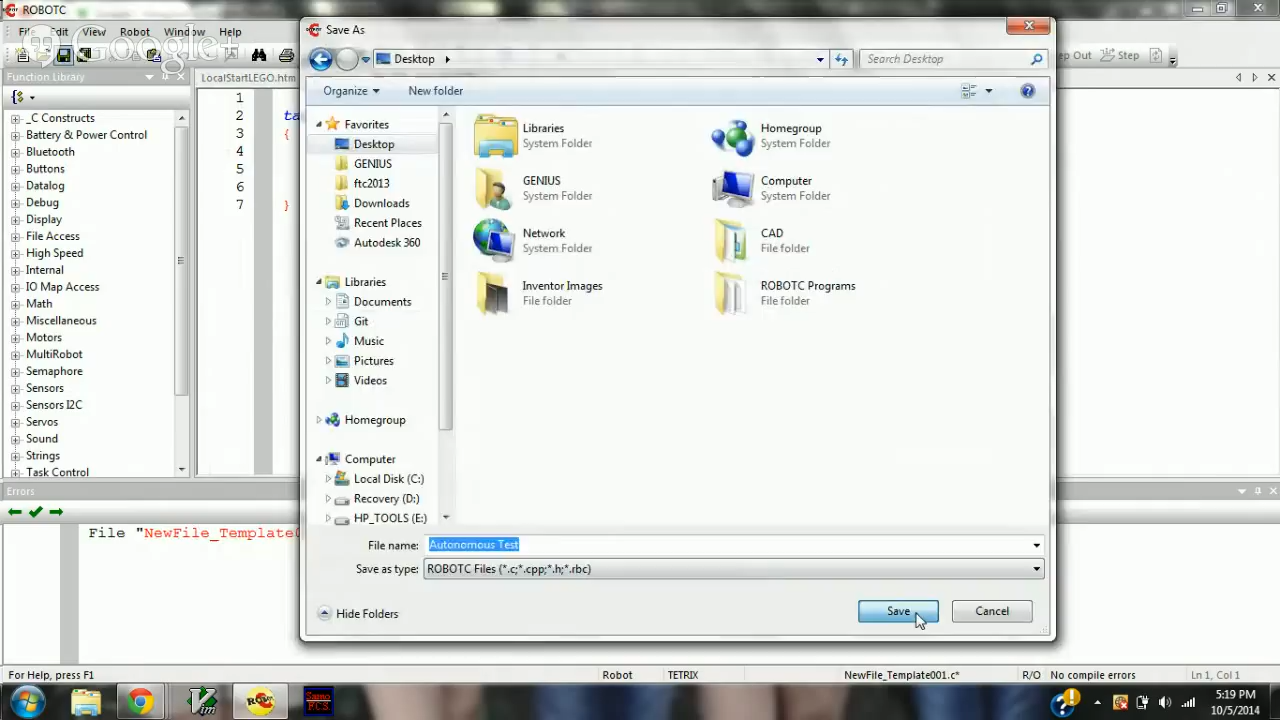 ROBOTC
File Edit View Robot Window Help
Google+
Function Library
_C Constructs
Battery & Power Control
Bluetooth
Buttons
Datalog
Debug
Display
File Access
High Speed
Internal
IO Map Access
Math
Miscellaneous
Motors
MultiRobot
Semaphore
Sensors
Sensors I2C
Servos
Sound
Strings
Task Control
LocalStartLEGO.htm
1
2 ta
3 {
4
5
6
7 }
Save As
Desktop
Search Desktop
Organize New folder
Favorites
Desktop
GENIUS
ftc2013
Downloads
Recent Places
Autodesk 360
Libraries
Documents
Git
Music
Pictures
Videos
Homegroup
Computer
Local Disk (C:)
Recovery (D:)
HP_TOOLS (E:)
Libraries
System Folder
Homegroup
System Folder
GENIUS
System Folder
Computer
System Folder
Network
System Folder
CAD
File folder
Inventor Images
File folder
ROBOTC Programs
File folder
File name: Autonomous Test
Save as type: ROBOTC Files (*.c;*.cpp;*.h;*.rbc)
Hide Folders
Save Cancel
ep Out Step
Errors
File "NewFile_Template
For Help, press F1
Robot TETRIX NewFile_Template001.c* R/O No compile errors Ln 1, Col 1
5:19 PM
10/5/2014